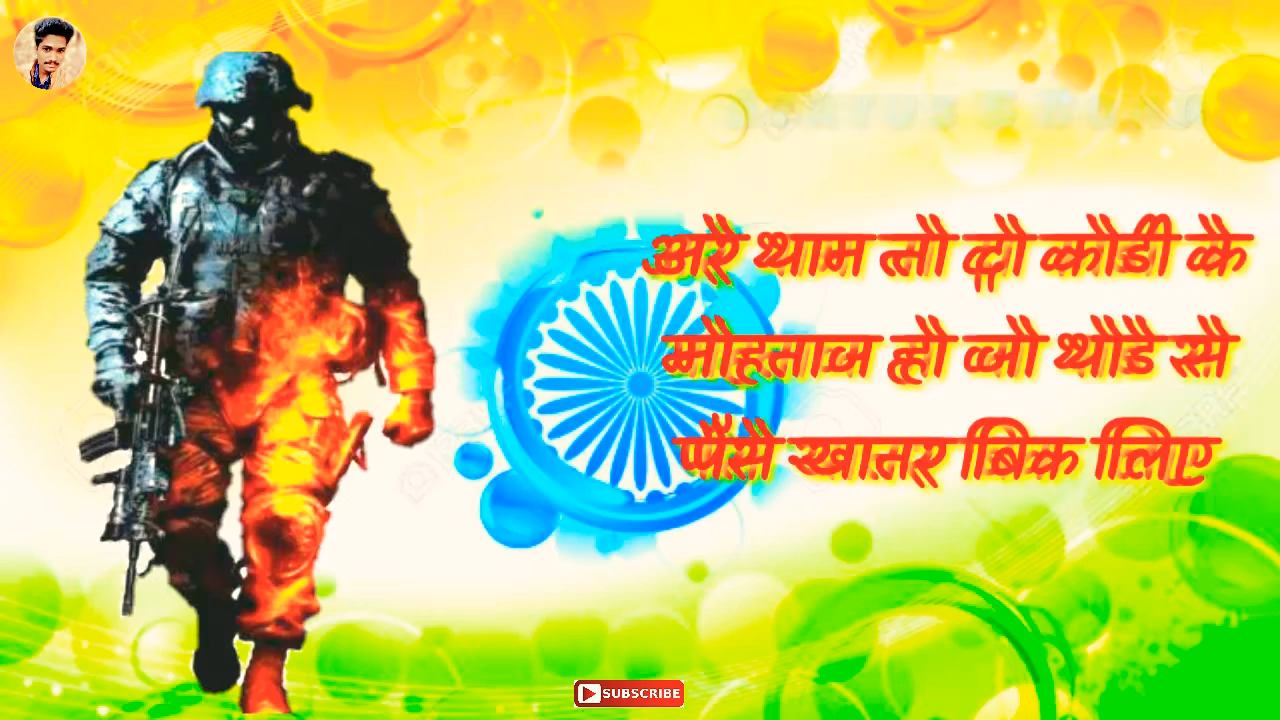 अरै थाम तौ दौ कौडी कै
मौहताज हौ जौ थौडै सै
पैंसै खातर बिक लिए
SUBSCRIBE